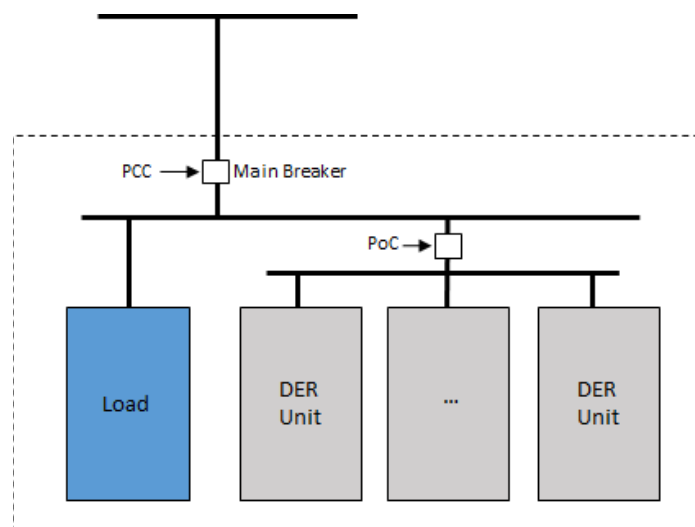 PCC
Main Breaker
PoC
Load
DER
Unit
...
DER
Unit